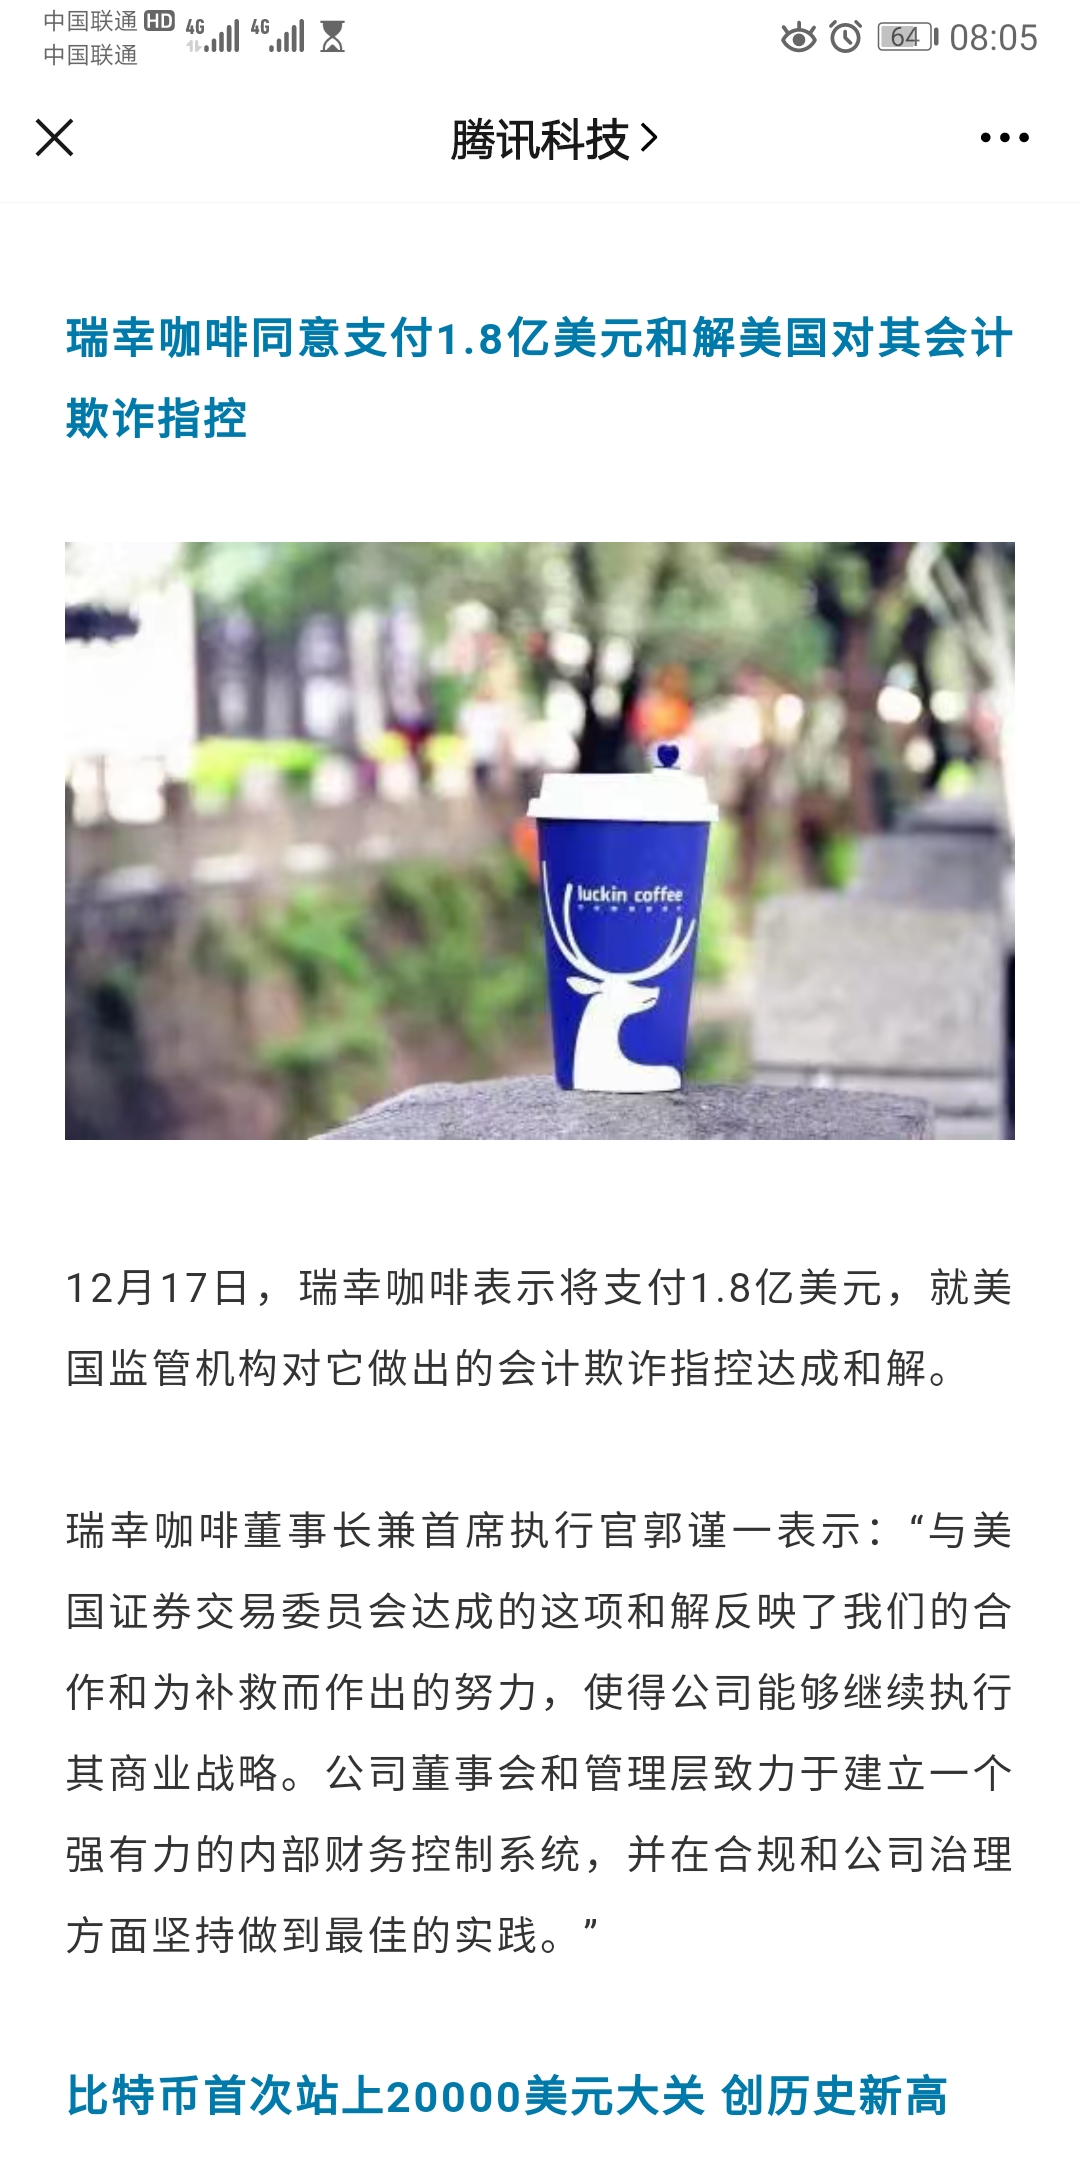 中国联通 HD 4G 4G 64 08:05
中国联通
腾讯科技
瑞幸咖啡同意支付1.8亿美元和解美国对其会计
欺诈指控
luckin coffee
12月17日，瑞幸咖啡表示将支付1.8亿美元，就美
国监管机构对它做出的会计欺诈指控达成和解。
瑞幸咖啡董事长兼首席执行官郭谨一表示：“与美
国证券交易委员会达成的这项和解反映了我们的合
作和为补救而作出的努力，使得公司能够继续执行
其商业战略。公司董事会和管理层致力于建立一个
强有力的内部财务控制系统，并在合规和公司治理
方面坚持做到最佳的实践。”
比特币首次站上20000美元大关 创历史新高